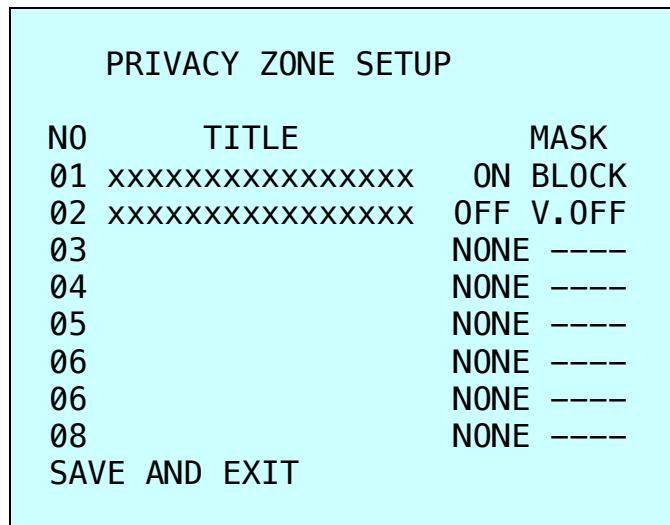 PRIVACY ZONE SETUP
NO TITLE MASK
01 xxxxxxxxxxxxxxxx ON BLOCK
02 xxxxxxxxxxxxxxxx OFF V.OFF
03 NONE ----
04 NONE ----
05 NONE ----
06 NONE ----
06 NONE ----
08 NONE ----
SAVE AND EXIT